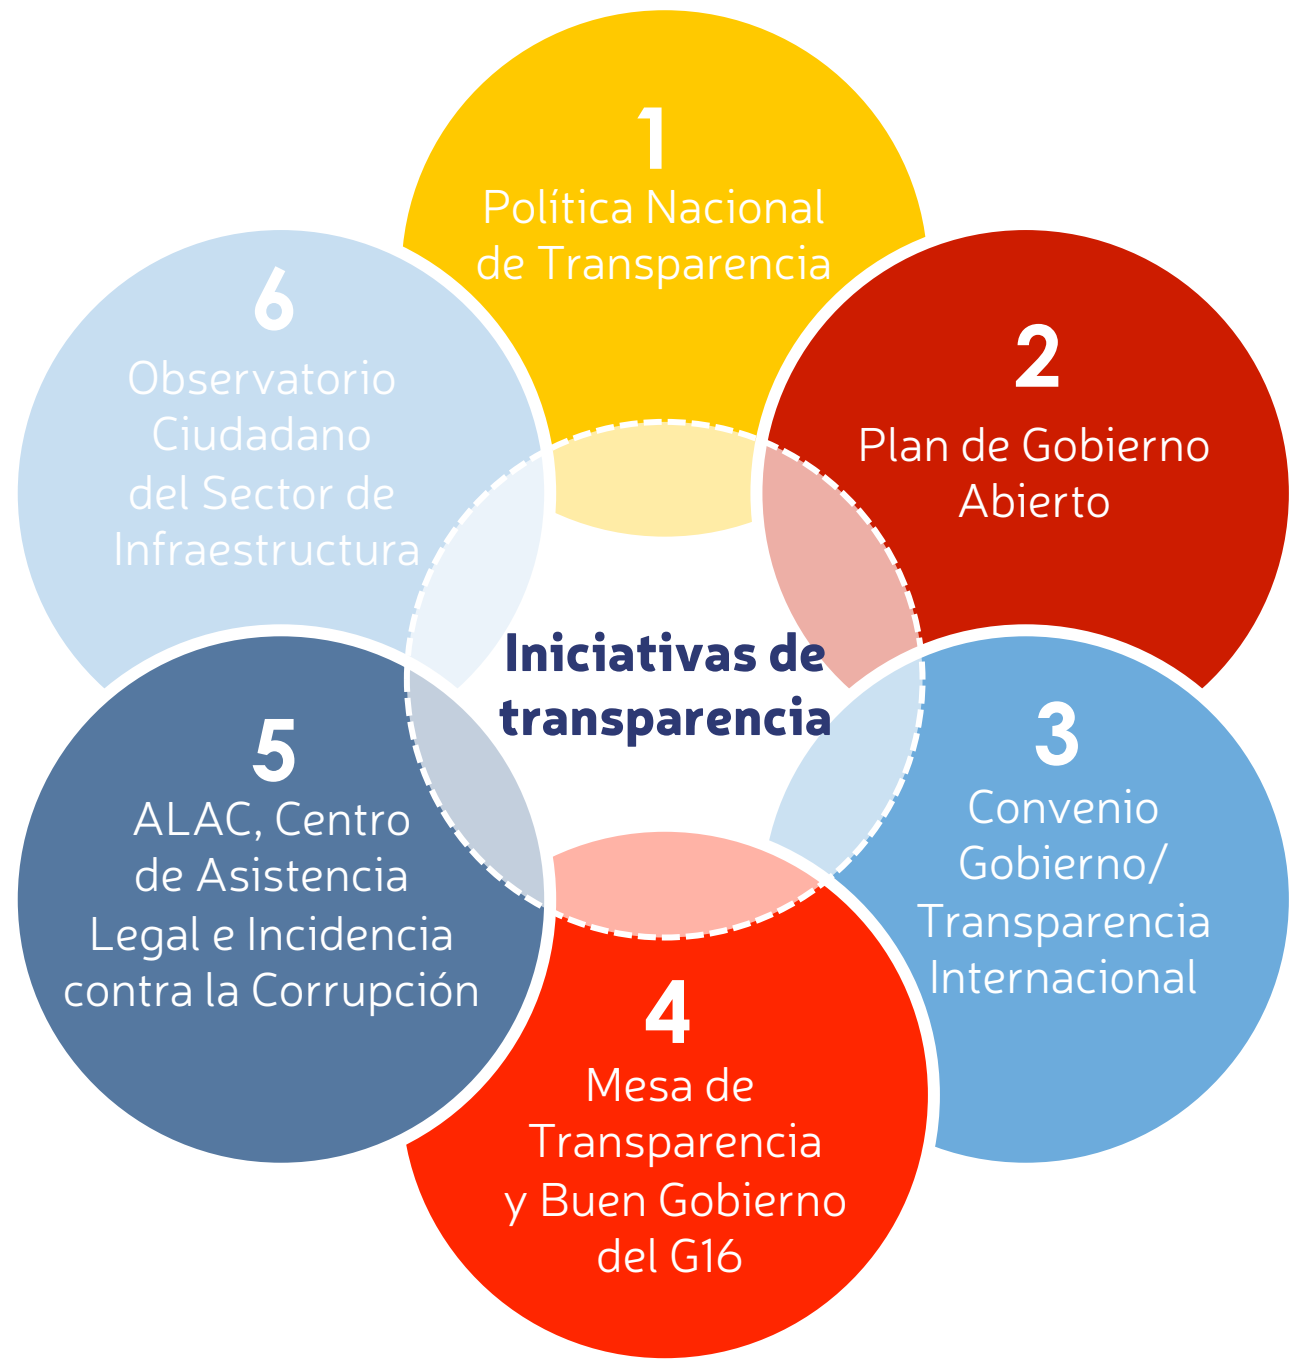 1
Política Nacional
de Transparencia
2
Plan de Gobierno
Abierto
3
Convenio
Gobierno/
Transparencia
Internacional
4
Mesa de
Transparencia
y Buen Gobierno
del G16
5
ALAC, Centro
de Asistencia
Legal e Incidencia
contra la Corrupción
6
Observatorio
Ciudadano
del Sector de
Infraestructura
Iniciativas de
transparencia